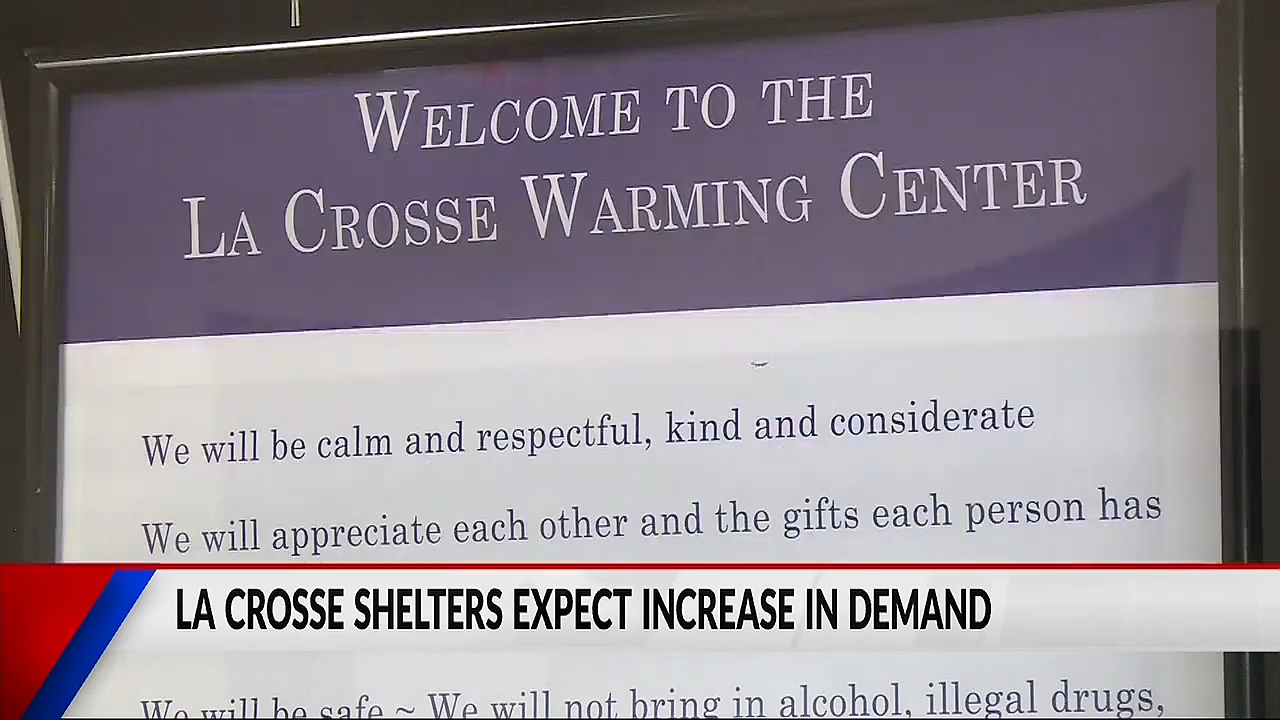 WELCOME TO THE
LA CROSSE WARMING CENTER
We will be calm and respectful, kind and considerate
We will appreciate each other and the gifts each person has
LA CROSSE SHELTERS EXPECT INCREASE IN DEMAND
We will be safe ~ We will not bring in alcohol, illegal drugs,